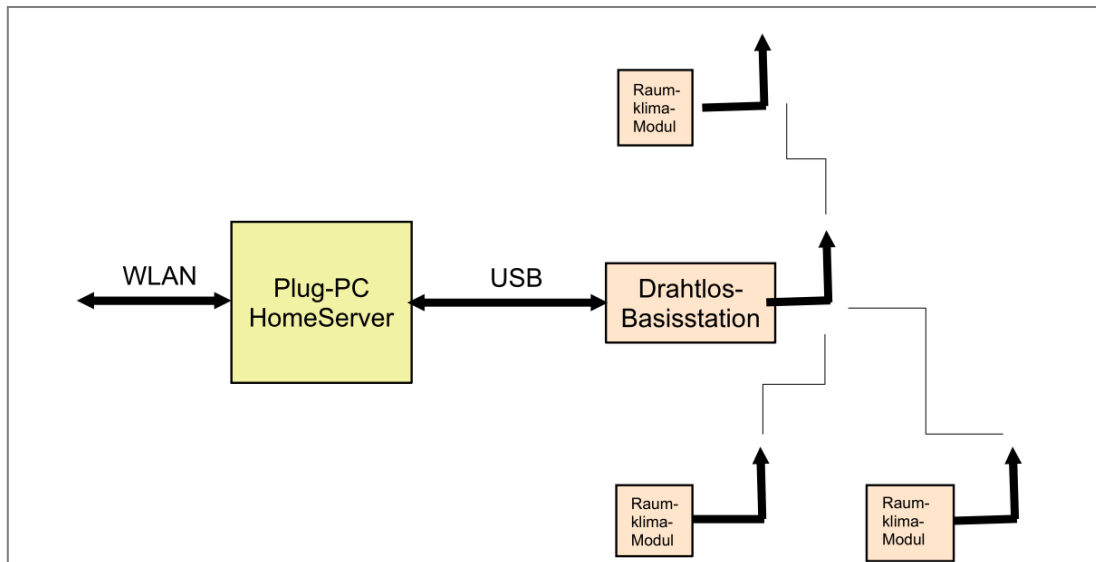 Raum-
klima-
Modul
WLAN
Plug-PC
HomeServer
USB
Drahtlos-
Basisstation
Raum-
klima-
Modul
Raum-
klima-
Modul